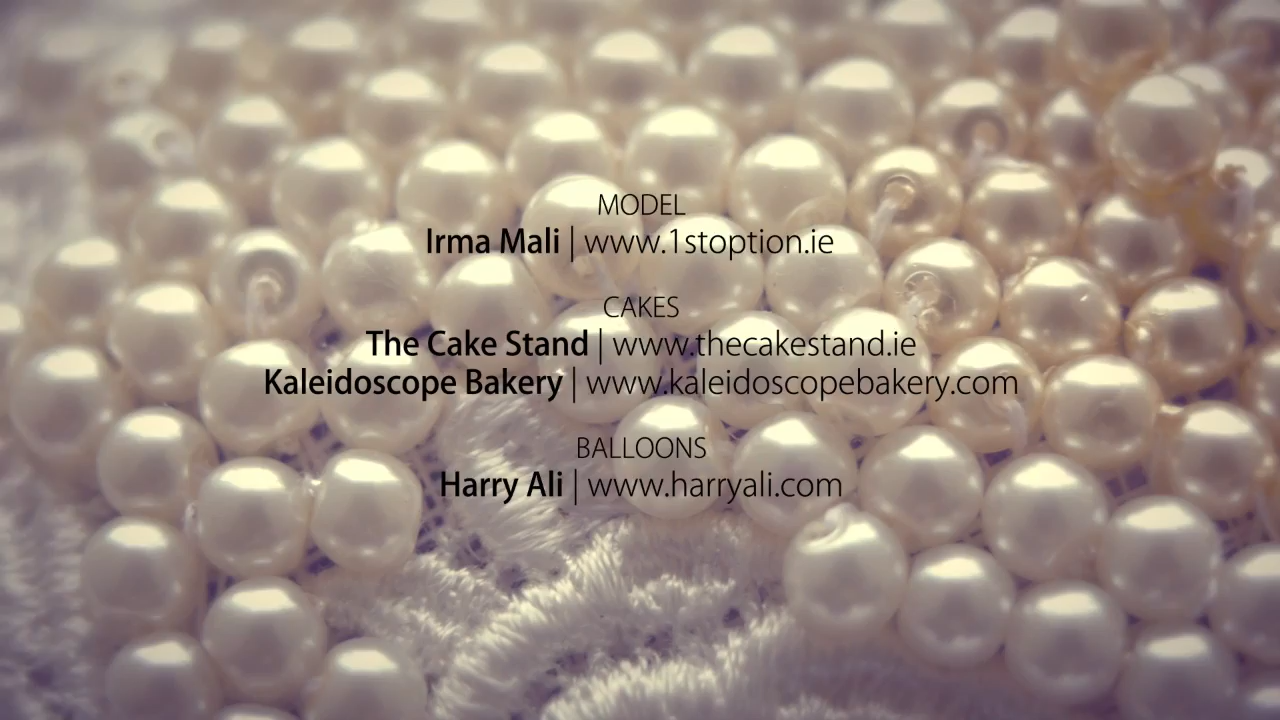 MODEL
Irma Mali | www.1stoption.ie
CAKES
The Cake Stand | www.thecakestand.ie
Kaleidoscope Bakery | www.kaleidoscopebakery.com
BALLOONS
Harry Ali | www.harryali.com